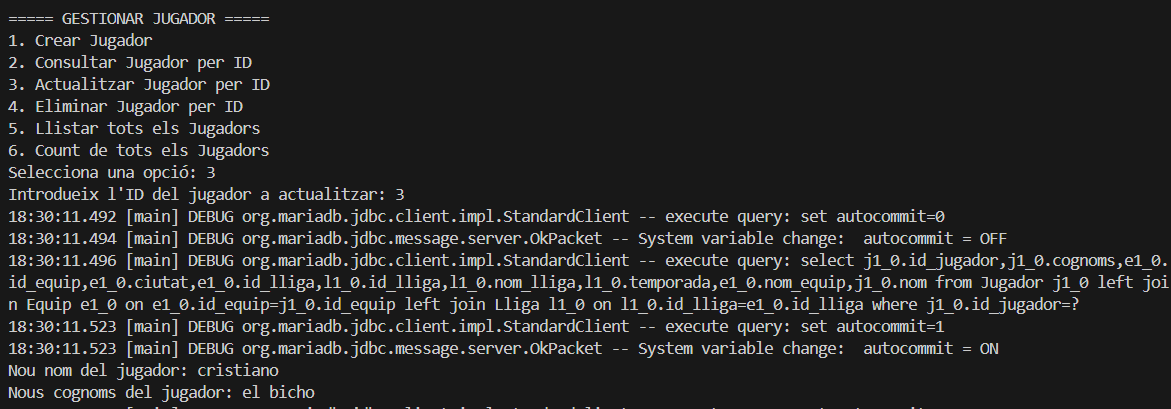 ===== GESTIONAR JUGADOR =====
1. Crear Jugador
2. Consultar Jugador per ID
3. Actualitzar Jugador per ID
4. Eliminar Jugador per ID
5. Llistar tots els Jugadors
6. Count de tots els Jugadors
Selecciona una opció: 3
Introdueix l'ID del jugador a actualitzar: 3
18:30:11.492 [main] DEBUG org.mariadb.jdbc.client.impl.StandardClient -- execute query: set autocommit=0
18:30:11.494 [main] DEBUG org.mariadb.jdbc.message.server.OkPacket -- System variable change:  autocommit = OFF
18:30:11.496 [main] DEBUG org.mariadb.jdbc.client.impl.StandardClient -- execute query: select j1_0.id_jugador,j1_0.cognoms,e1_0.
id_equip,e1_0.ciutat,e1_0.id_lliga,l1_0.id_lliga,l1_0.nom_lliga,l1_0.temporada,e1_0.nom_equip,j1_0.nom from Jugador j1_0 left joi
n Equip e1_0 on e1_0.id_equip=j1_0.id_equip left join Lliga l1_0 on l1_0.id_lliga=e1_0.id_lliga where j1_0.id_jugador=?
18:30:11.523 [main] DEBUG org.mariadb.jdbc.client.impl.StandardClient -- execute query: set autocommit=1
18:30:11.523 [main] DEBUG org.mariadb.jdbc.message.server.OkPacket -- System variable change:  autocommit = ON
Nou nom del jugador: cristiano
Nous cognoms del jugador: el bicho